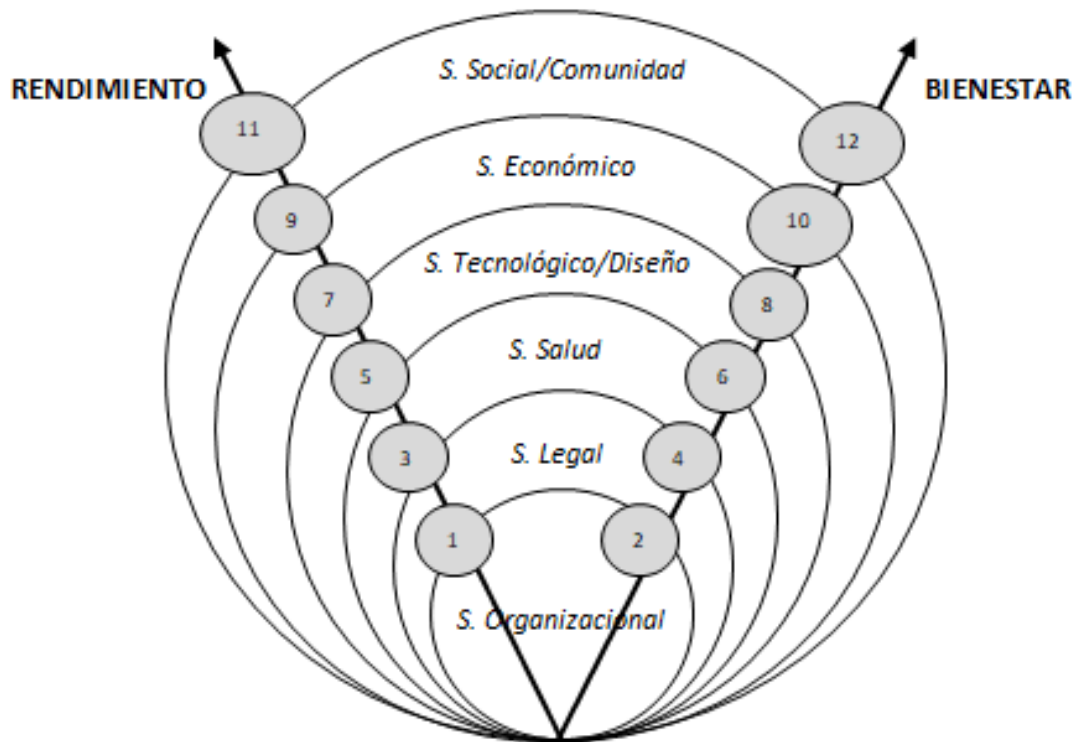 S. Social/Comunidad
RENDIMIENTO
BIENESTAR
11
12
S. Económico
9
10
S. Tecnológico/Diseño
7
8
S. Salud
5
6
3
S. Legal
4
1
2
S. Organizacional